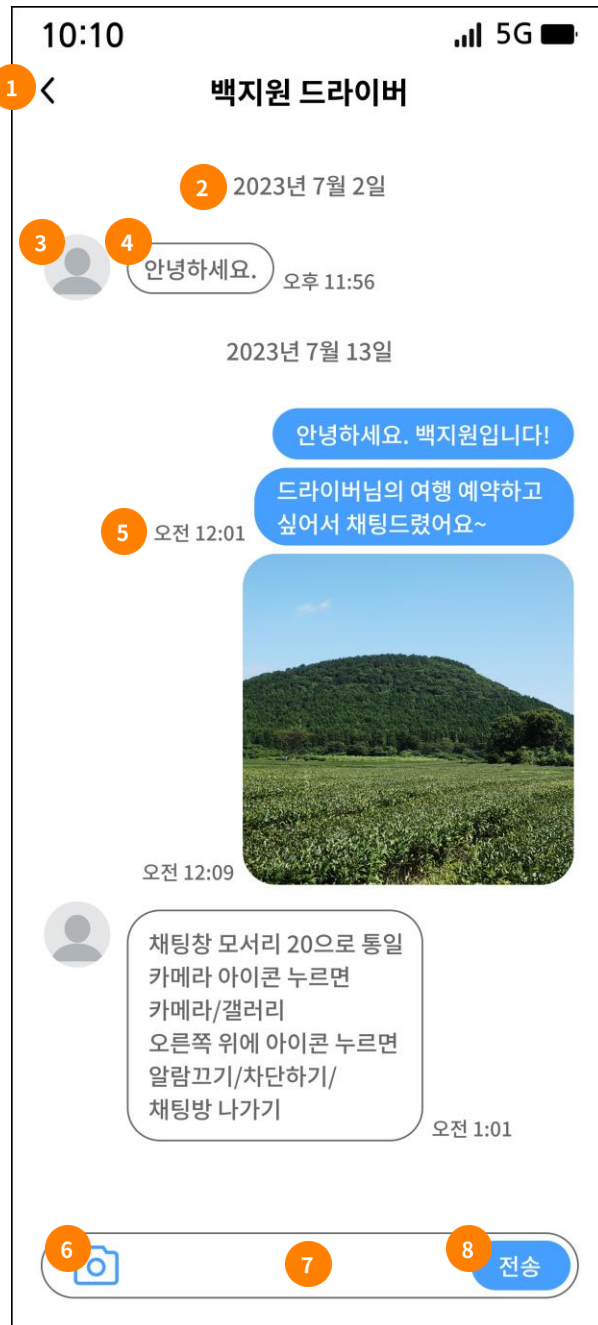 10:10
5G
1
백지원 드라이버
2
2023년 7월 2일
3
4
안녕하세요.
오후 11:56
2023년 7월 13일
안녕하세요. 백지원입니다!
드라이버님의 여행 예약하고
싶어서 채팅드렸어요~
5
오전 12:01
오전 12:09
채팅창 모서리 20으로 통일
카메라 아이콘 누르면
카메라/갤러리
오른쪽 위에 아이콘 누르면
알람끄기/차단하기/
채팅방 나가기
오전 1:01
6
7
8
전송